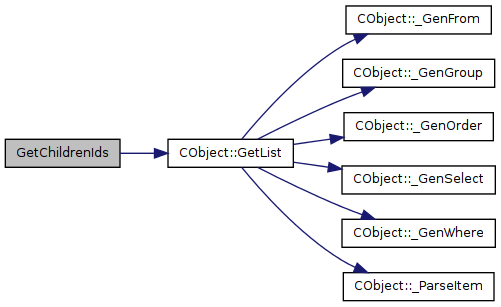 GetChildrenIds
CObject::GetList
CObject::_GenFrom
CObject::_GenGroup
CObject::_GenOrder
CObject::_GenSelect
CObject::_GenWhere
CObject::_ParseItem